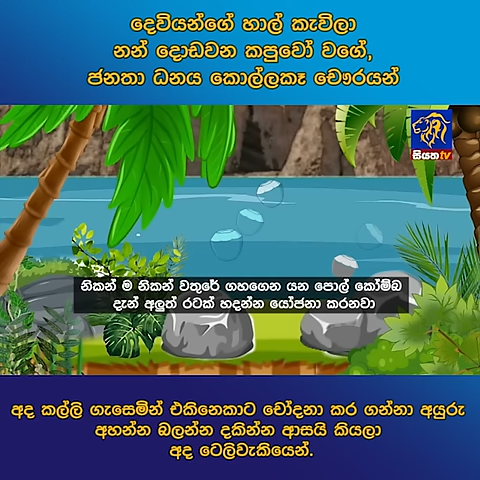 දෙවියන්ගේ හාල් කැවිලා
නන් දොඩවන කපුවෝ වගේ,
ජනතා ධනය කොල්ලකෑ චෞරයන්
සියත tv
නිකන් ම නිකන් වතුරේ ගහගෙන යන පොල් කෝම්බ
දැන් අලුත් රටක් හදන්න යෝජනා කරනවා
අද කල්ලි ගැසෙමින් එකිනෙකාට චෝදනා කර ගන්නා අයුරු
අහන්න බලන්න දකින්න ආසයි කියලා
අද ටෙලිවැකියෙන්.